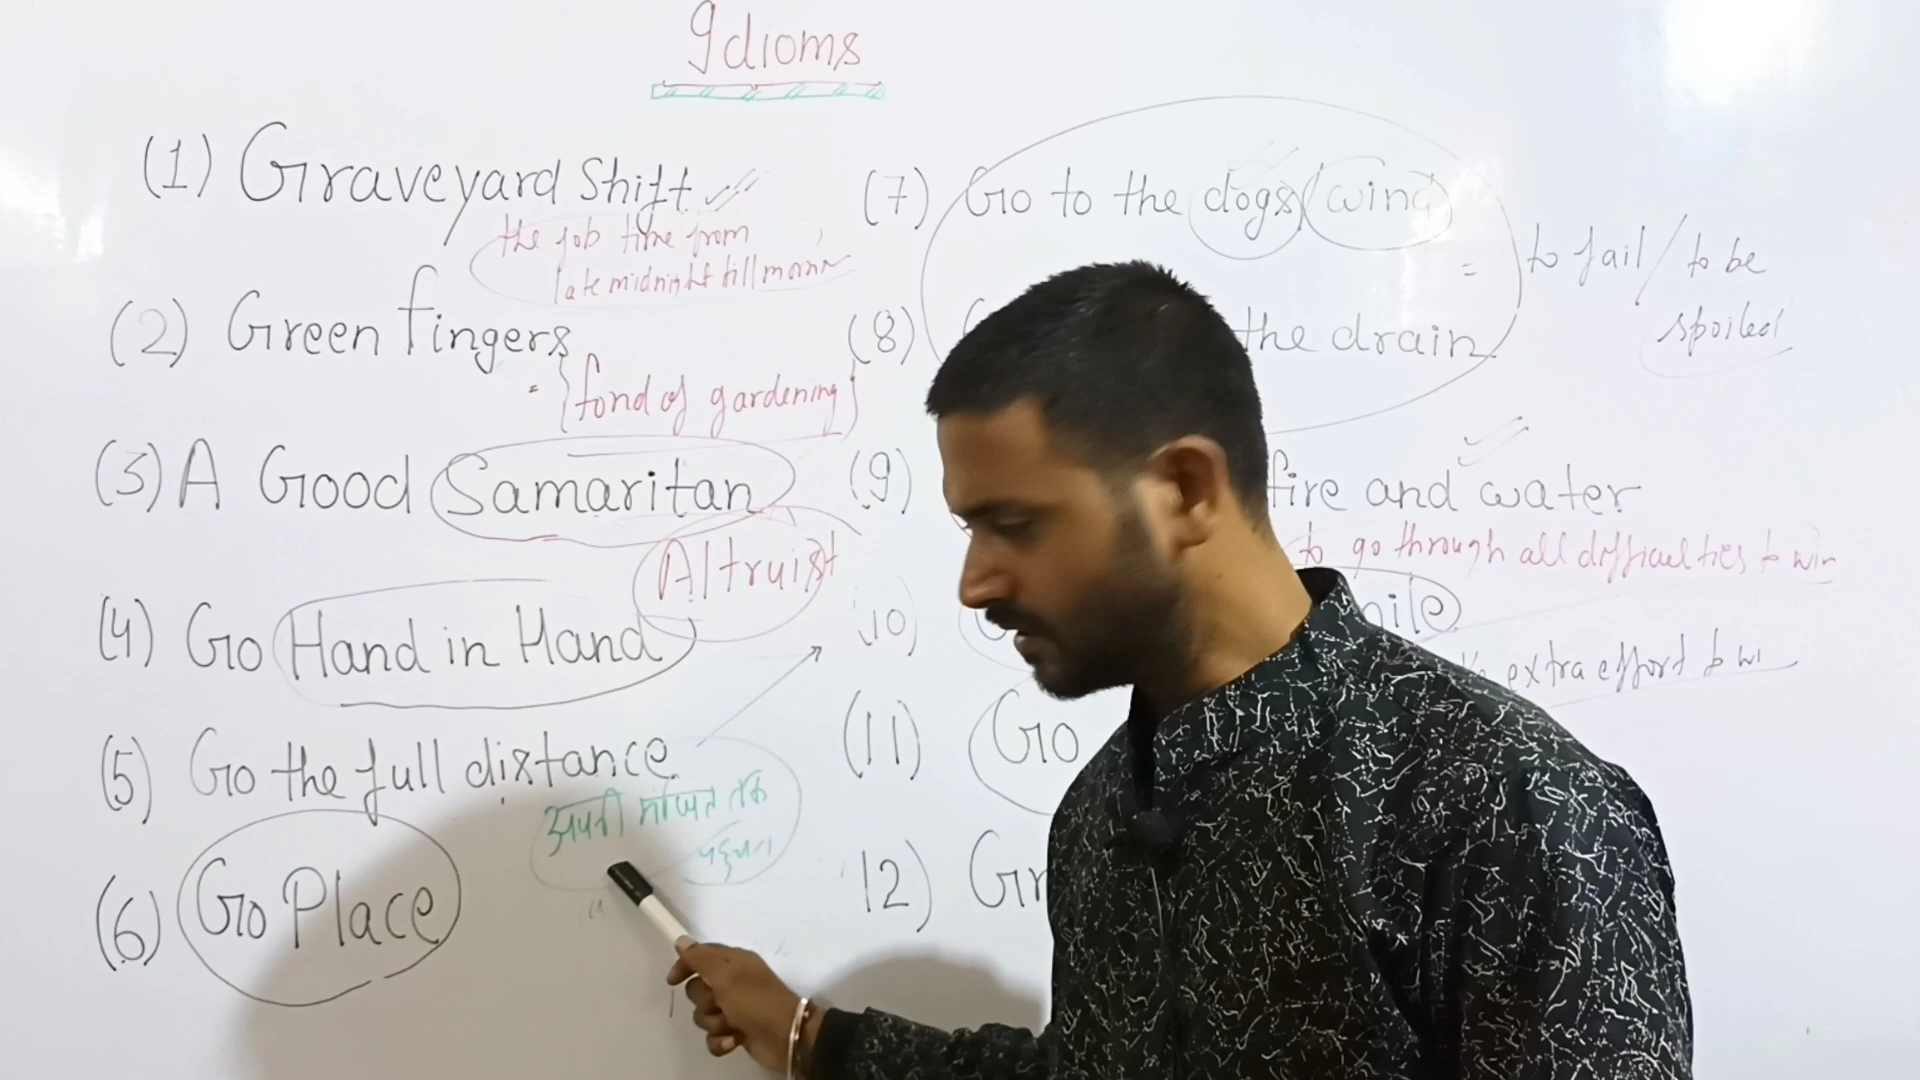 Idioms
(1) Graveyard Shift
the job time from
late midnight till morn
(2) Green fingers
= {fond of gardening}
(3) A Good Samaritan
Altruist
(4) Go Hand in Hand
(5) Go the full distance
अपनी मंजिल तक
पहुंचना
(6) Go Place
(7) Go to the dogs/wind
= to fail / to be
spoiled
(8) the drain
(9) fire and water
to go through all difficulties to win
(10)
extra effort to wi
(11) Go
12) Gr